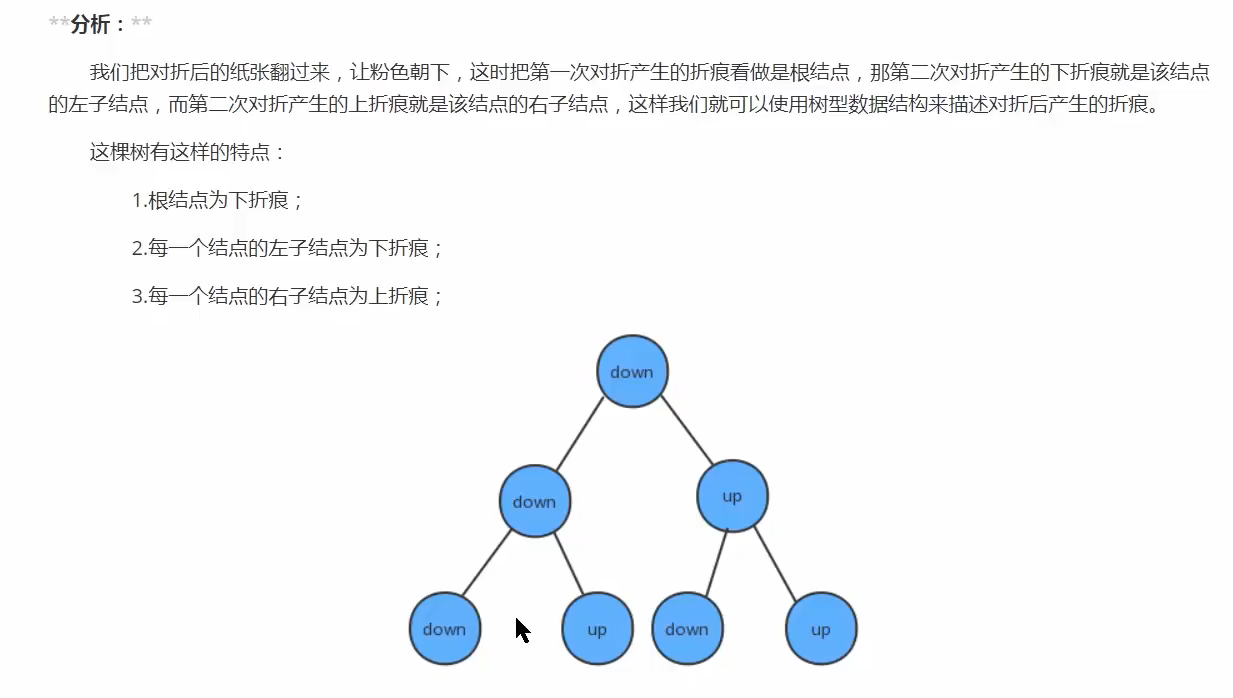 **分析：**
我们把对折后的纸张翻过来，让粉色朝下，这时把第一次对折产生的折痕看做是根结点，那第二次对折产生的下折痕就是该结点
的左子结点，而第二次对折产生的上折痕就是该结点的右子结点，这样我们就可以使用树型数据结构来描述对折后产生的折痕。
这棵树有这样的特点：
1.根结点为下折痕；
2.每一个结点的左子结点为下折痕；
3.每一个结点的右子结点为上折痕；
down
down
up
down
up
down
up